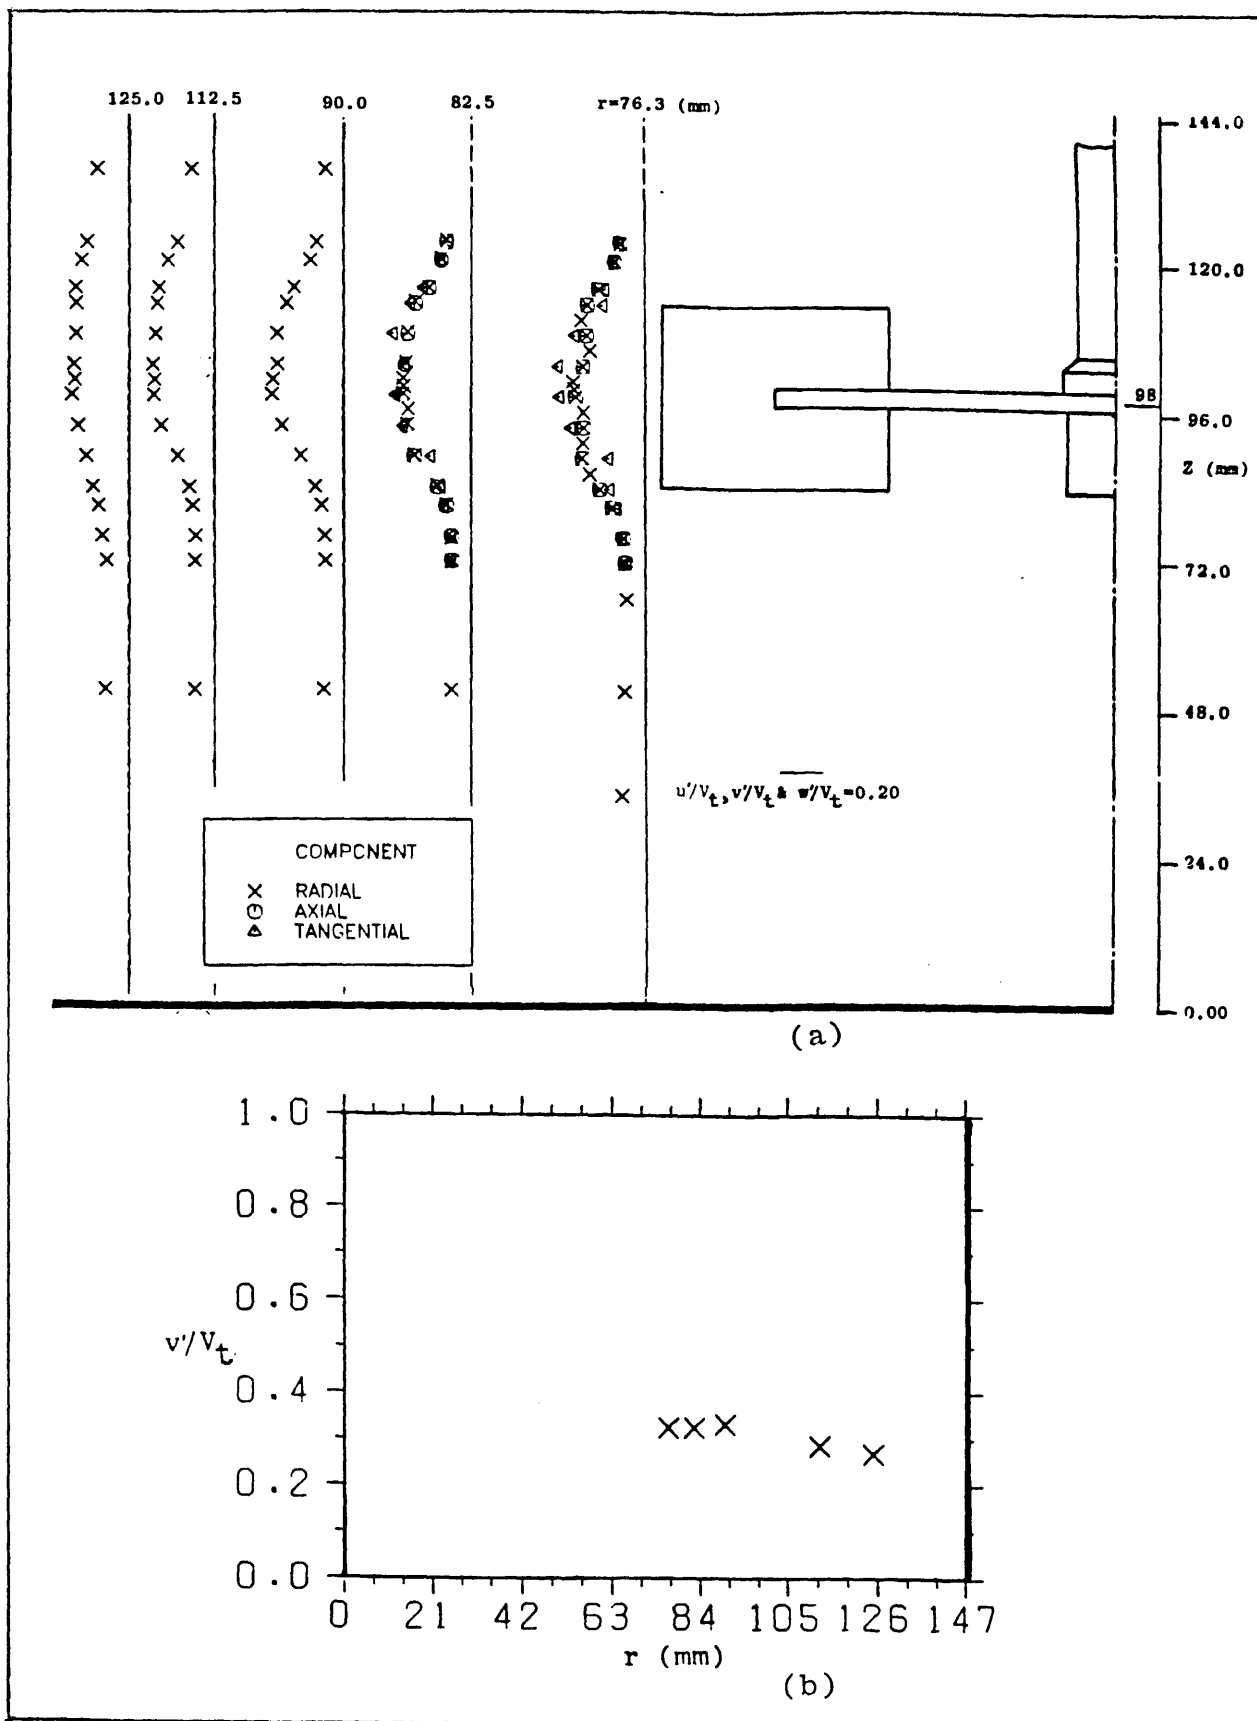 125.0 112.5 90.0 82.5 r=76.3 (mm)
144.0
120.0
98
96.0
Z (mm)
72.0
48.0
u'/Vt, v'/Vt & w'/Vt=0.20
24.0
COMPONENT
RADIAL
AXIAL
TANGENTIAL
0.00
(a)
1.0
0.8
0.6
v'/Vt
0.4
0.2
0.0
0 21 42 63 84 105 126 147
r (mm)
(b)